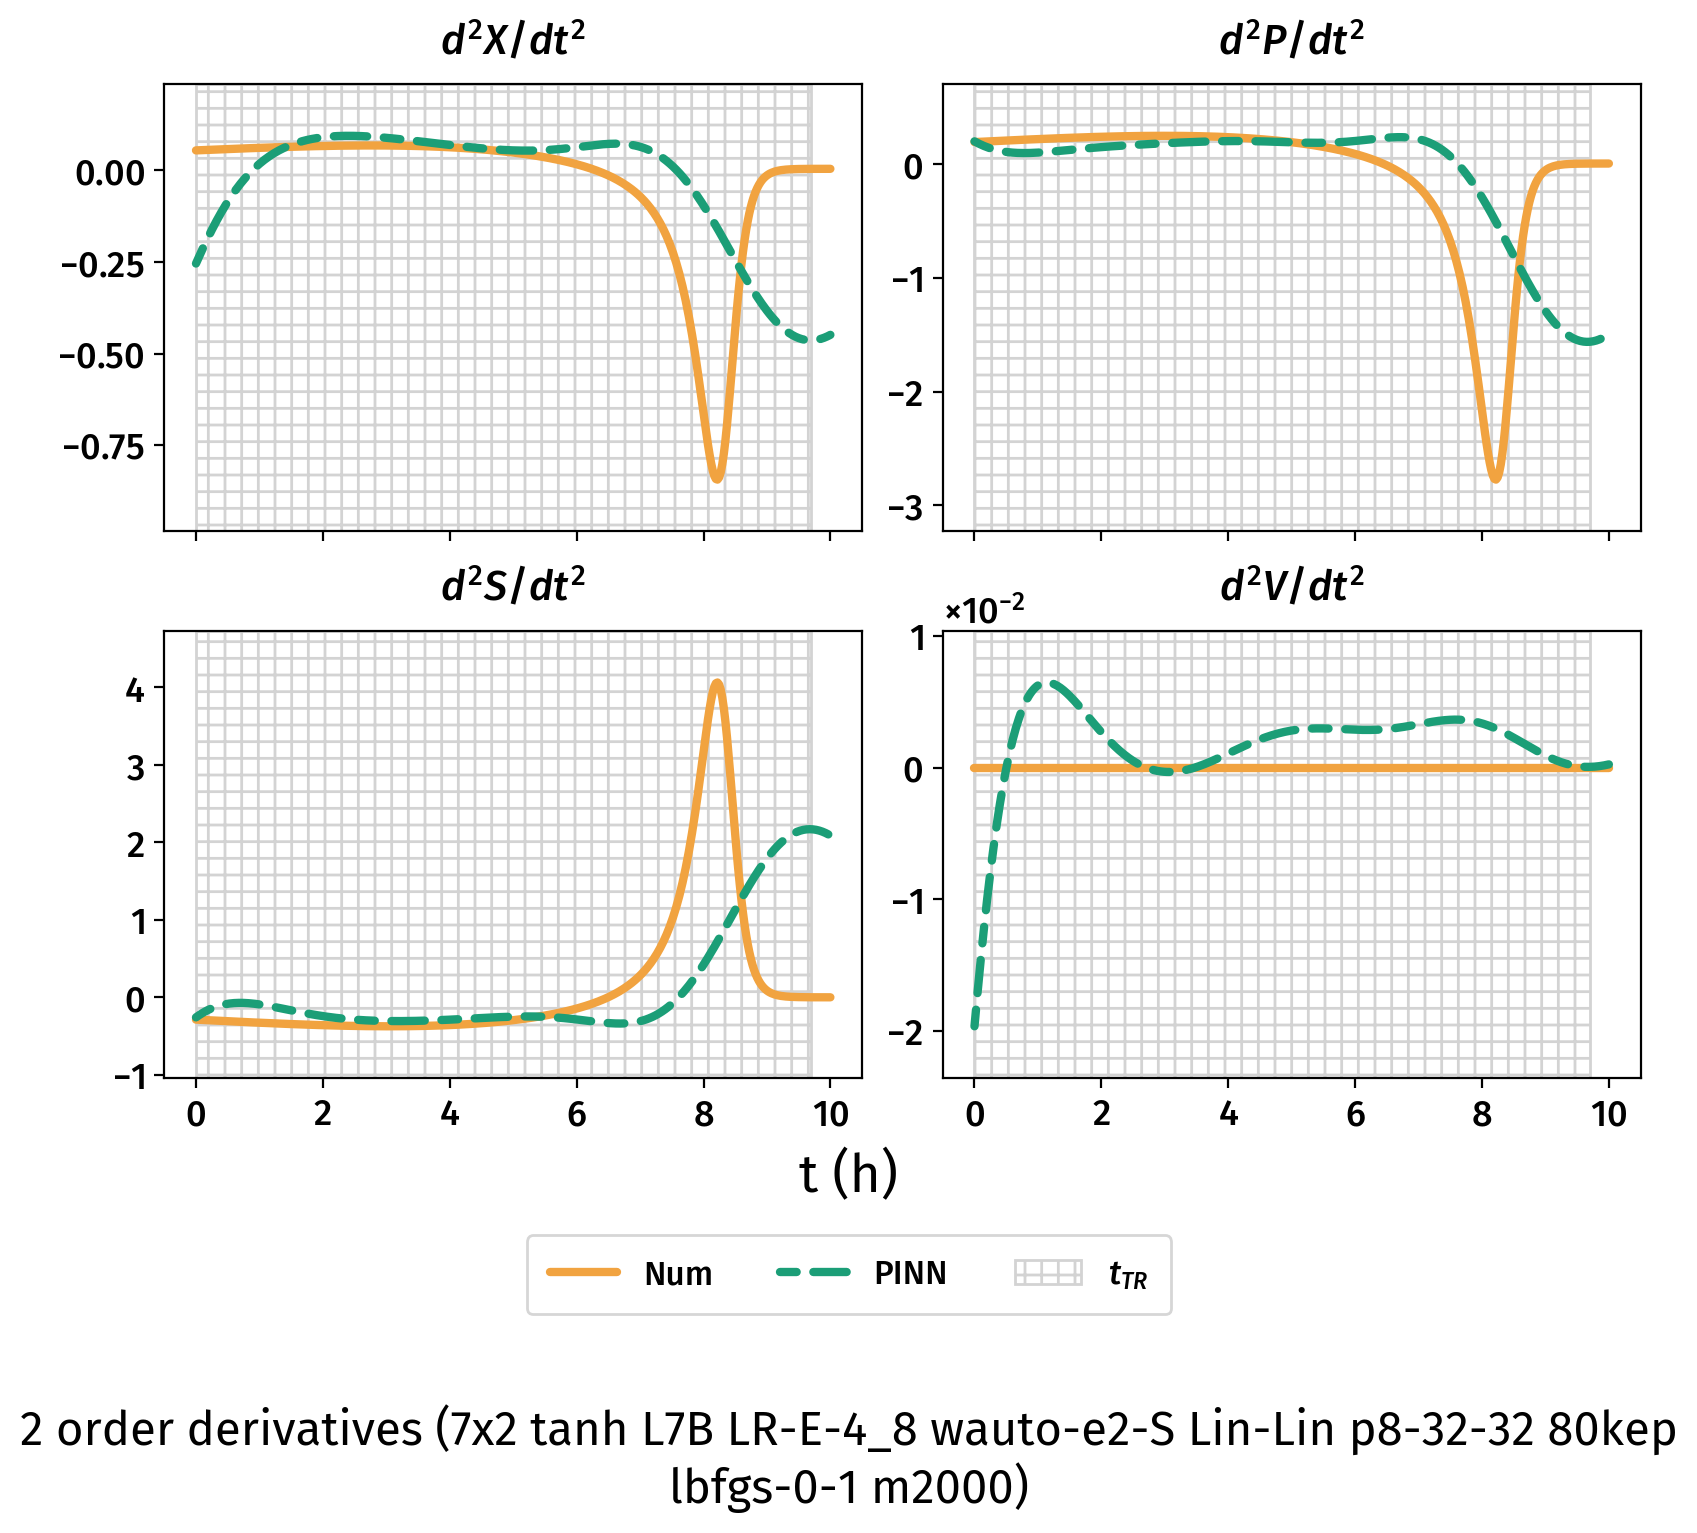 d²X/dt²
d²P/dt²
0.00
−0.25
−0.50
−0.75
0
−1
−2
−3
d²S/dt²
d²V/dt²
×10⁻²
4
3
2
1
0
−1
1
0
−1
−2
0 2 4 6 8 10
0 2 4 6 8 10
t (h)
Num PINN t_TR
2 order derivatives (7x2 tanh L7B LR-E-4_8 wauto-e2-S Lin-Lin p8-32-32 80kep
lbfgs-0-1 m2000)